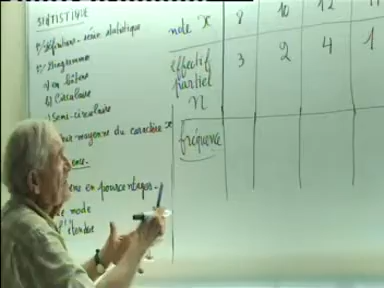 STATISTIQUE
1) Définitions - série statistique
2) Diagramme
a) en bâtons
b) Circulaire
c) Semi-circulaire
moyenne du caractère x
en pourcentages
mode
l'étendue
note x 8 10 12
effectif partiel n 3 2 4 1
fréquence